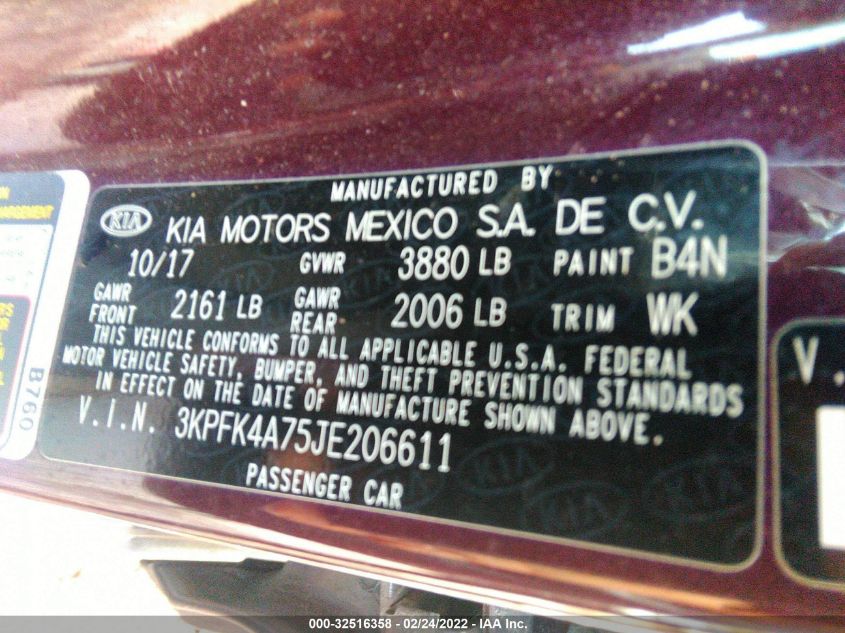 MANUFACTURED BY
KIA KIA MOTORS MEXICO S.A. DE C.V.
10/17 GVWR 3880 LB PAINT B4N
GAWR FRONT 2161 LB GAWR REAR 2006 LB TRIM WK
THIS VEHICLE CONFORMS TO ALL APPLICABLE U.S.A. FEDERAL
MOTOR VEHICLE SAFETY, BUMPER, AND THEFT PREVENTION STANDARDS
IN EFFECT ON THE DATE OF MANUFACTURE SHOWN ABOVE.
V.I.N. 3KPFK4A75JE206611
PASSENGER CAR
B760
V.
000-32516358 - 02/24/2022 - IAA Inc.